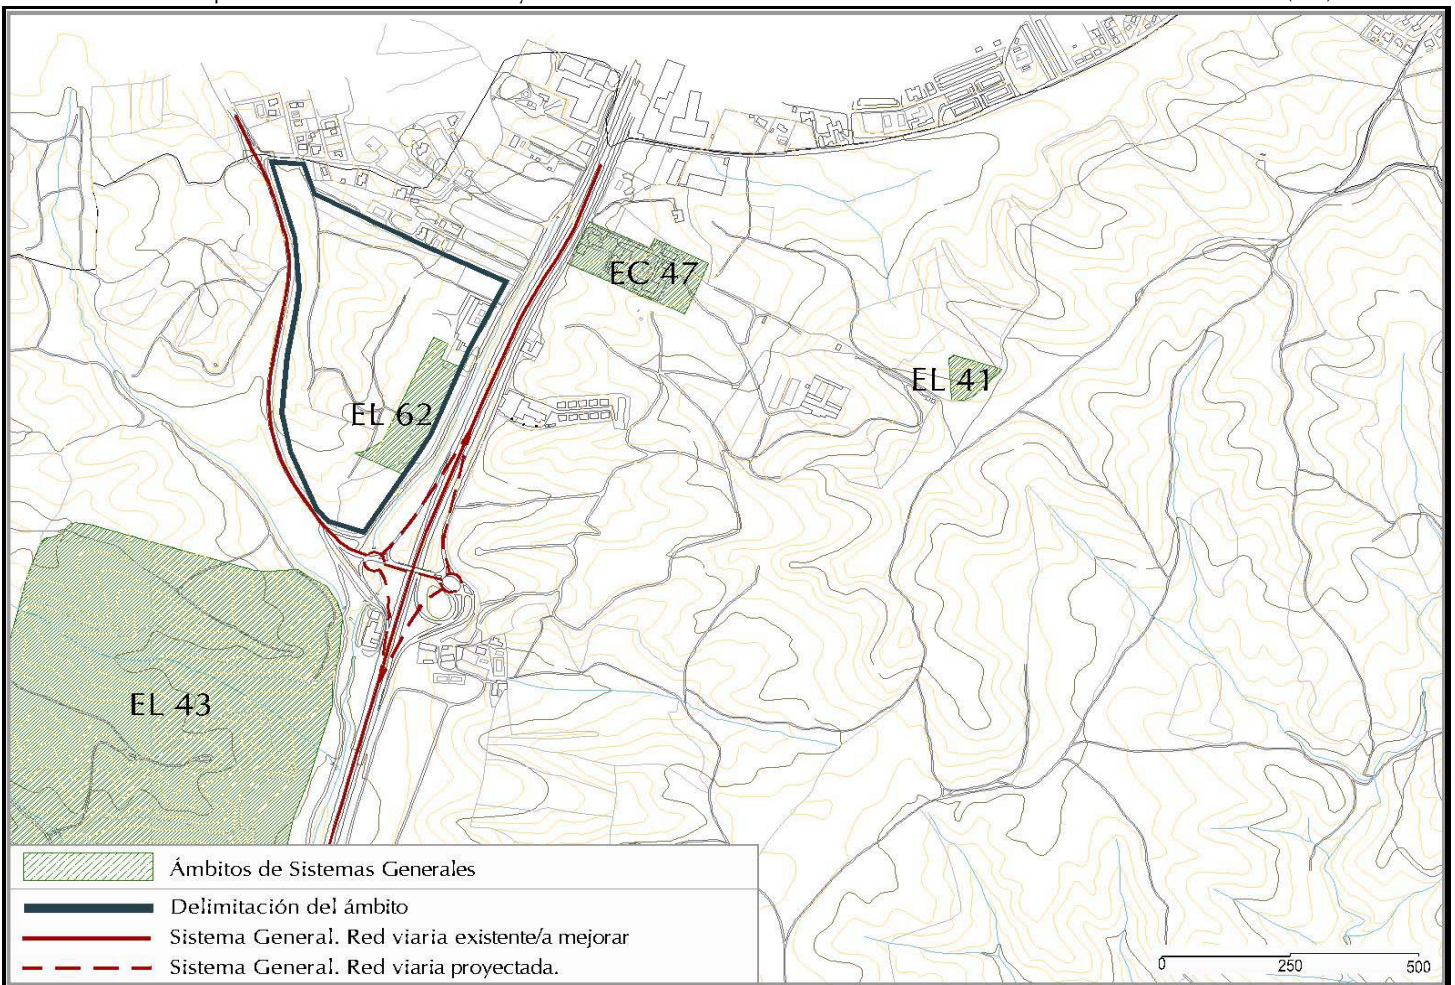 EC 47
EL 41
EL 62
EL 43
Ámbitos de Sistemas Generales
Delimitación del ámbito
Sistema General. Red viaria existente/a mejorar
Sistema General. Red viaria proyectada.
0 250 500